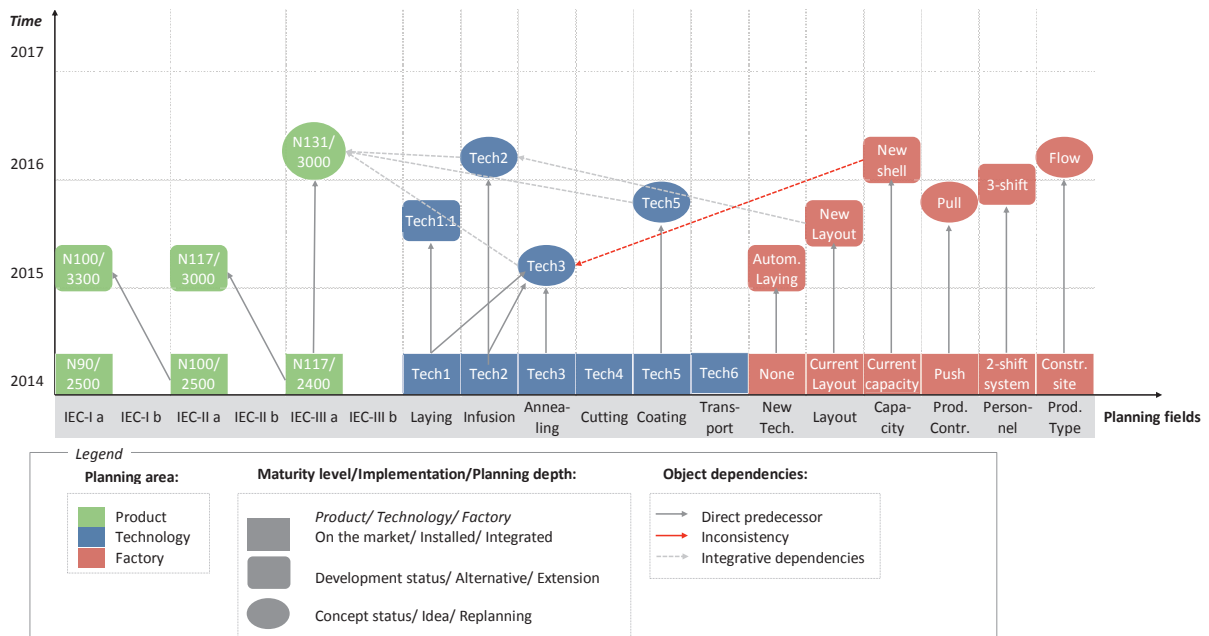 Time
2017
2016
2015
2014
N131/
3000
Tech2
New
shell
Flow
3-shift
Tech5
Pull
Tech1.1
New
Layout
N100/
3300
N117/
3000
Tech3
Autom.
Laying
N90/
2500
N100/
2500
N117/
2400
Tech1
Tech2
Tech3
Tech4
Tech5
Tech6
None
Current
Layout
Current
capacity
Push
2-shift
system
Constr.
site
IEC-I a
IEC-I b
IEC-II a
IEC-II b
IEC-III a
IEC-III b
Laying
Infusion
Annea-
ling
Cutting
Coating
Trans-
port
New
Tech.
Layout
Capa-
city
Prod.
Contr.
Person-
nel
Prod.
Type
Planning fields
Legend
Planning area:
Product
Technology
Factory
Maturity level/Implementation/Planning depth:
Product/ Technology/ Factory
On the market/ Installed/ Integrated
Development status/ Alternative/ Extension
Concept status/ Idea/ Replanning
Object dependencies:
Direct predecessor
Inconsistency
Integrative dependencies